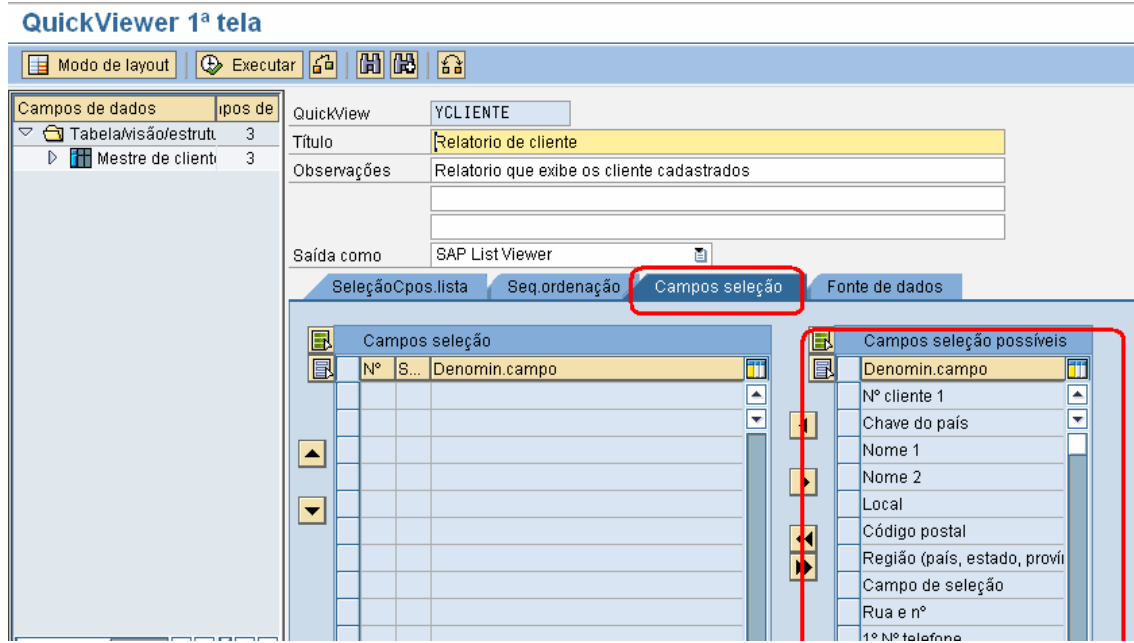 QuickViewer 1ª tela
Modo de layout Executar
Campos de dados ipos de
Tabela/visão/estrutu 3
Mestre de client 3
QuickView YCLIENTE
Título Relatorio de cliente
Observações Relatorio que exibe os cliente cadastrados
Saída como SAP List Viewer
SeleçãoCpos.lista Seq.ordenação Campos seleção Fonte de dados
Campos seleção Campos seleção possíveis
Nº S... Denomin.campo Denomin.campo
Nº cliente 1
Chave do país
Nome 1
Nome 2
Local
Código postal
Região (país, estado, proví
Campo de seleção
Rua e nº
1º Nº telefone